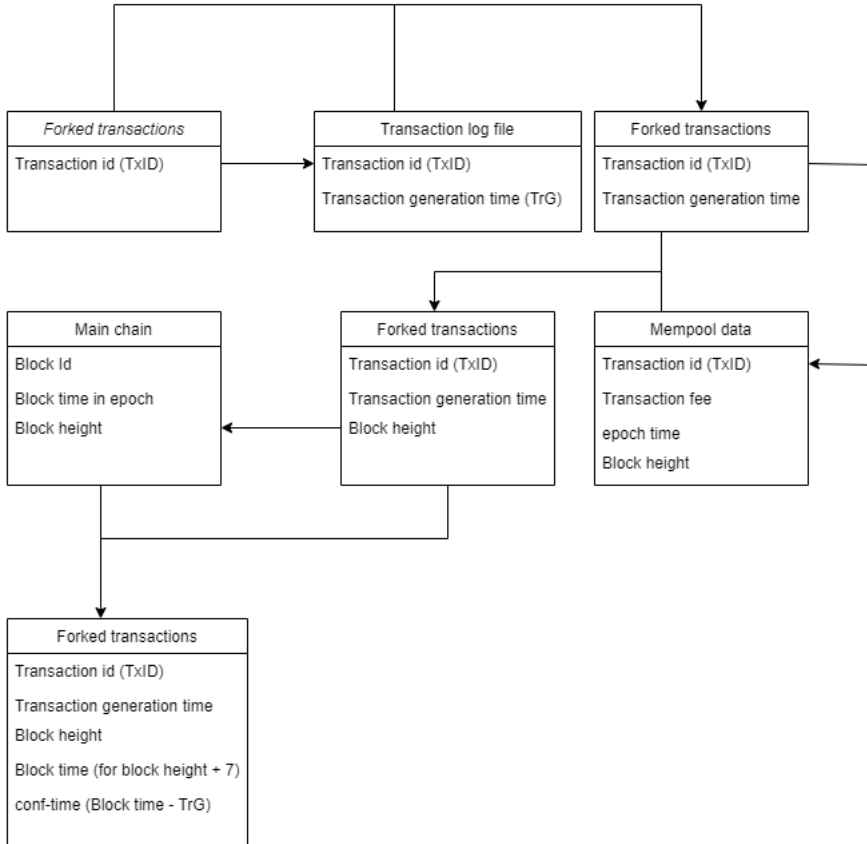 Forked transactions
Transaction id (TxID)
Transaction log file
Transaction id (TxID)
Transaction generation time (TrG)
Forked transactions
Transaction id (TxID)
Transaction generation time
Main chain
Block Id
Block time in epoch
Block height
Forked transactions
Transaction id (TxID)
Transaction generation time
Block height
Mempool data
Transaction id (TxID)
Transaction fee
epoch time
Block height
Forked transactions
Transaction id (TxID)
Transaction generation time
Block height
Block time (for block height + 7)
conf-time (Block time - TrG)